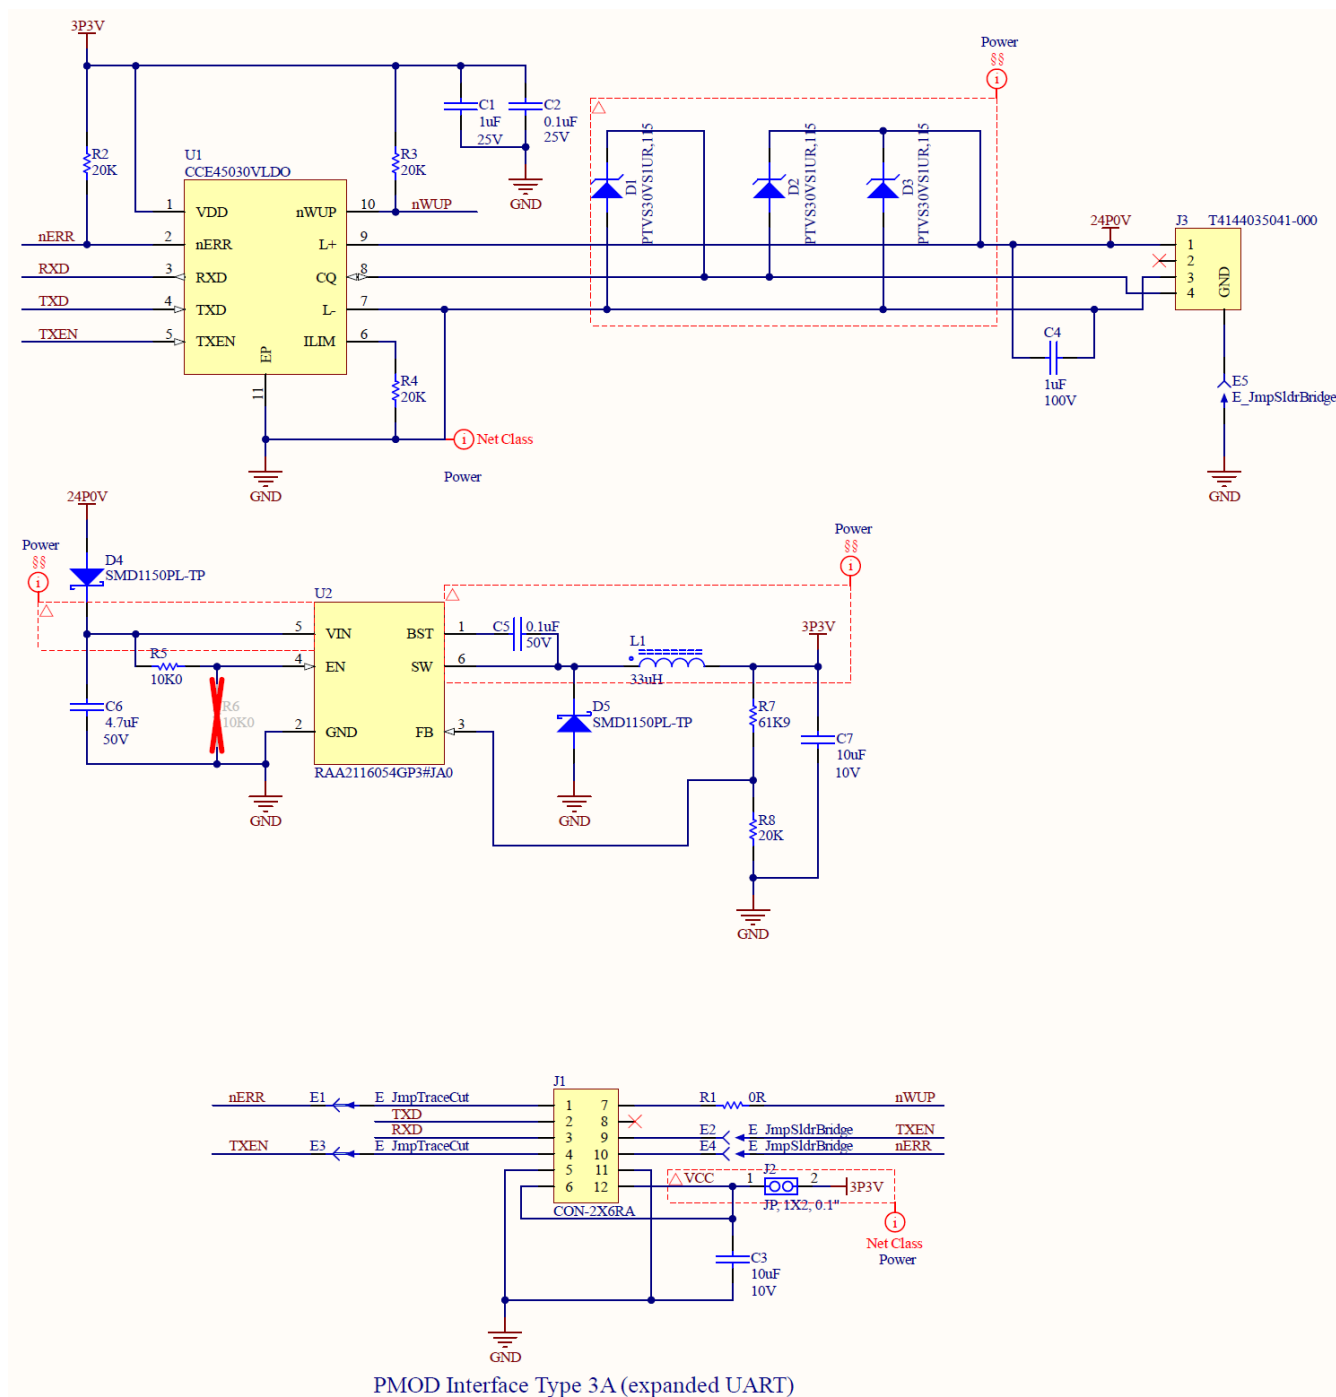 3P3V
Power
§§
i
C1
1uF
25V
C2
0.1uF
25V
R2
20K
U1
CCE45030VLDO
R3
20K
D1
PTVS30VS1UR,115
D2
PTVS30VS1UR,115
D3
PTVS30VS1UR,115
GND
1 VDD nWUP 10 nWUP
nERR 2 nERR L+ 9
RXD 3 RXD CQ 8
TXD 4 TXD L- 7
TXEN 5 TXEN ILIM 6
EP
11
24P0V
J3 T4144035041-000
1
2
3
4
GND
R4
20K
C4
1uF
100V
E5
E_JmpSldrBridge
i Net Class
Power
GND
GND
24P0V
Power
§§
i
D4
SMD1150PL-TP
Power
§§
i
U2
5 VIN BST 1
4 EN SW 6
2 GND FB 3
RAA2116054GP3#JA0
C5 0.1uF
50V
L1
33uH
3P3V
R5
10K0
R6
10K0
C6
4.7uF
50V
D5
SMD1150PL-TP
R7
61K9
C7
10uF
10V
R8
20K
GND
GND
GND
J1
nERR E1 E_JmpTraceCut 1 7 R1 0R nWUP
TXD 2 8
RXD 3 9 E2 E_JmpSldrBridge TXEN
TXEN E3 E_JmpTraceCut 4 10 E4 E_JmpSldrBridge nERR
5 11
6 12 VCC 1 J2 2 3P3V
CON-2X6RA
JP, 1X2, 0.1"
i
Net Class
Power
C3
10uF
10V
GND
PMOD Interface Type 3A (expanded UART)